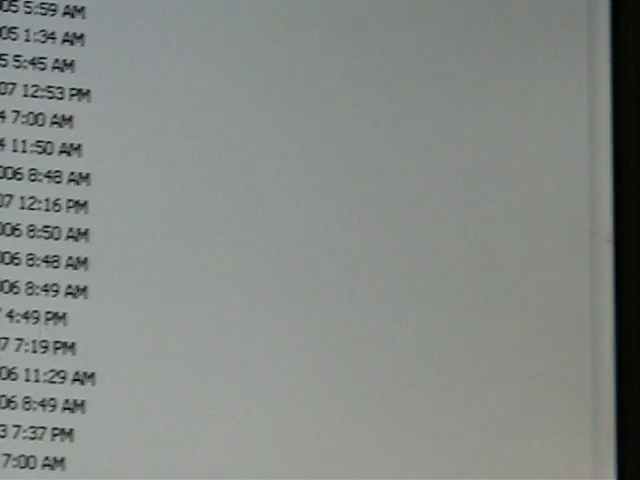 05 5:59 AM
05 1:34 AM
5 5:45 AM
07 12:53 PM
4 7:00 AM
4 11:50 AM
006 8:48 AM
07 12:16 PM
006 8:50 AM
006 8:48 AM
006 8:49 AM
4:49 PM
7 7:19 PM
06 11:29 AM
06 8:49 AM
3 7:37 PM
7:00 AM